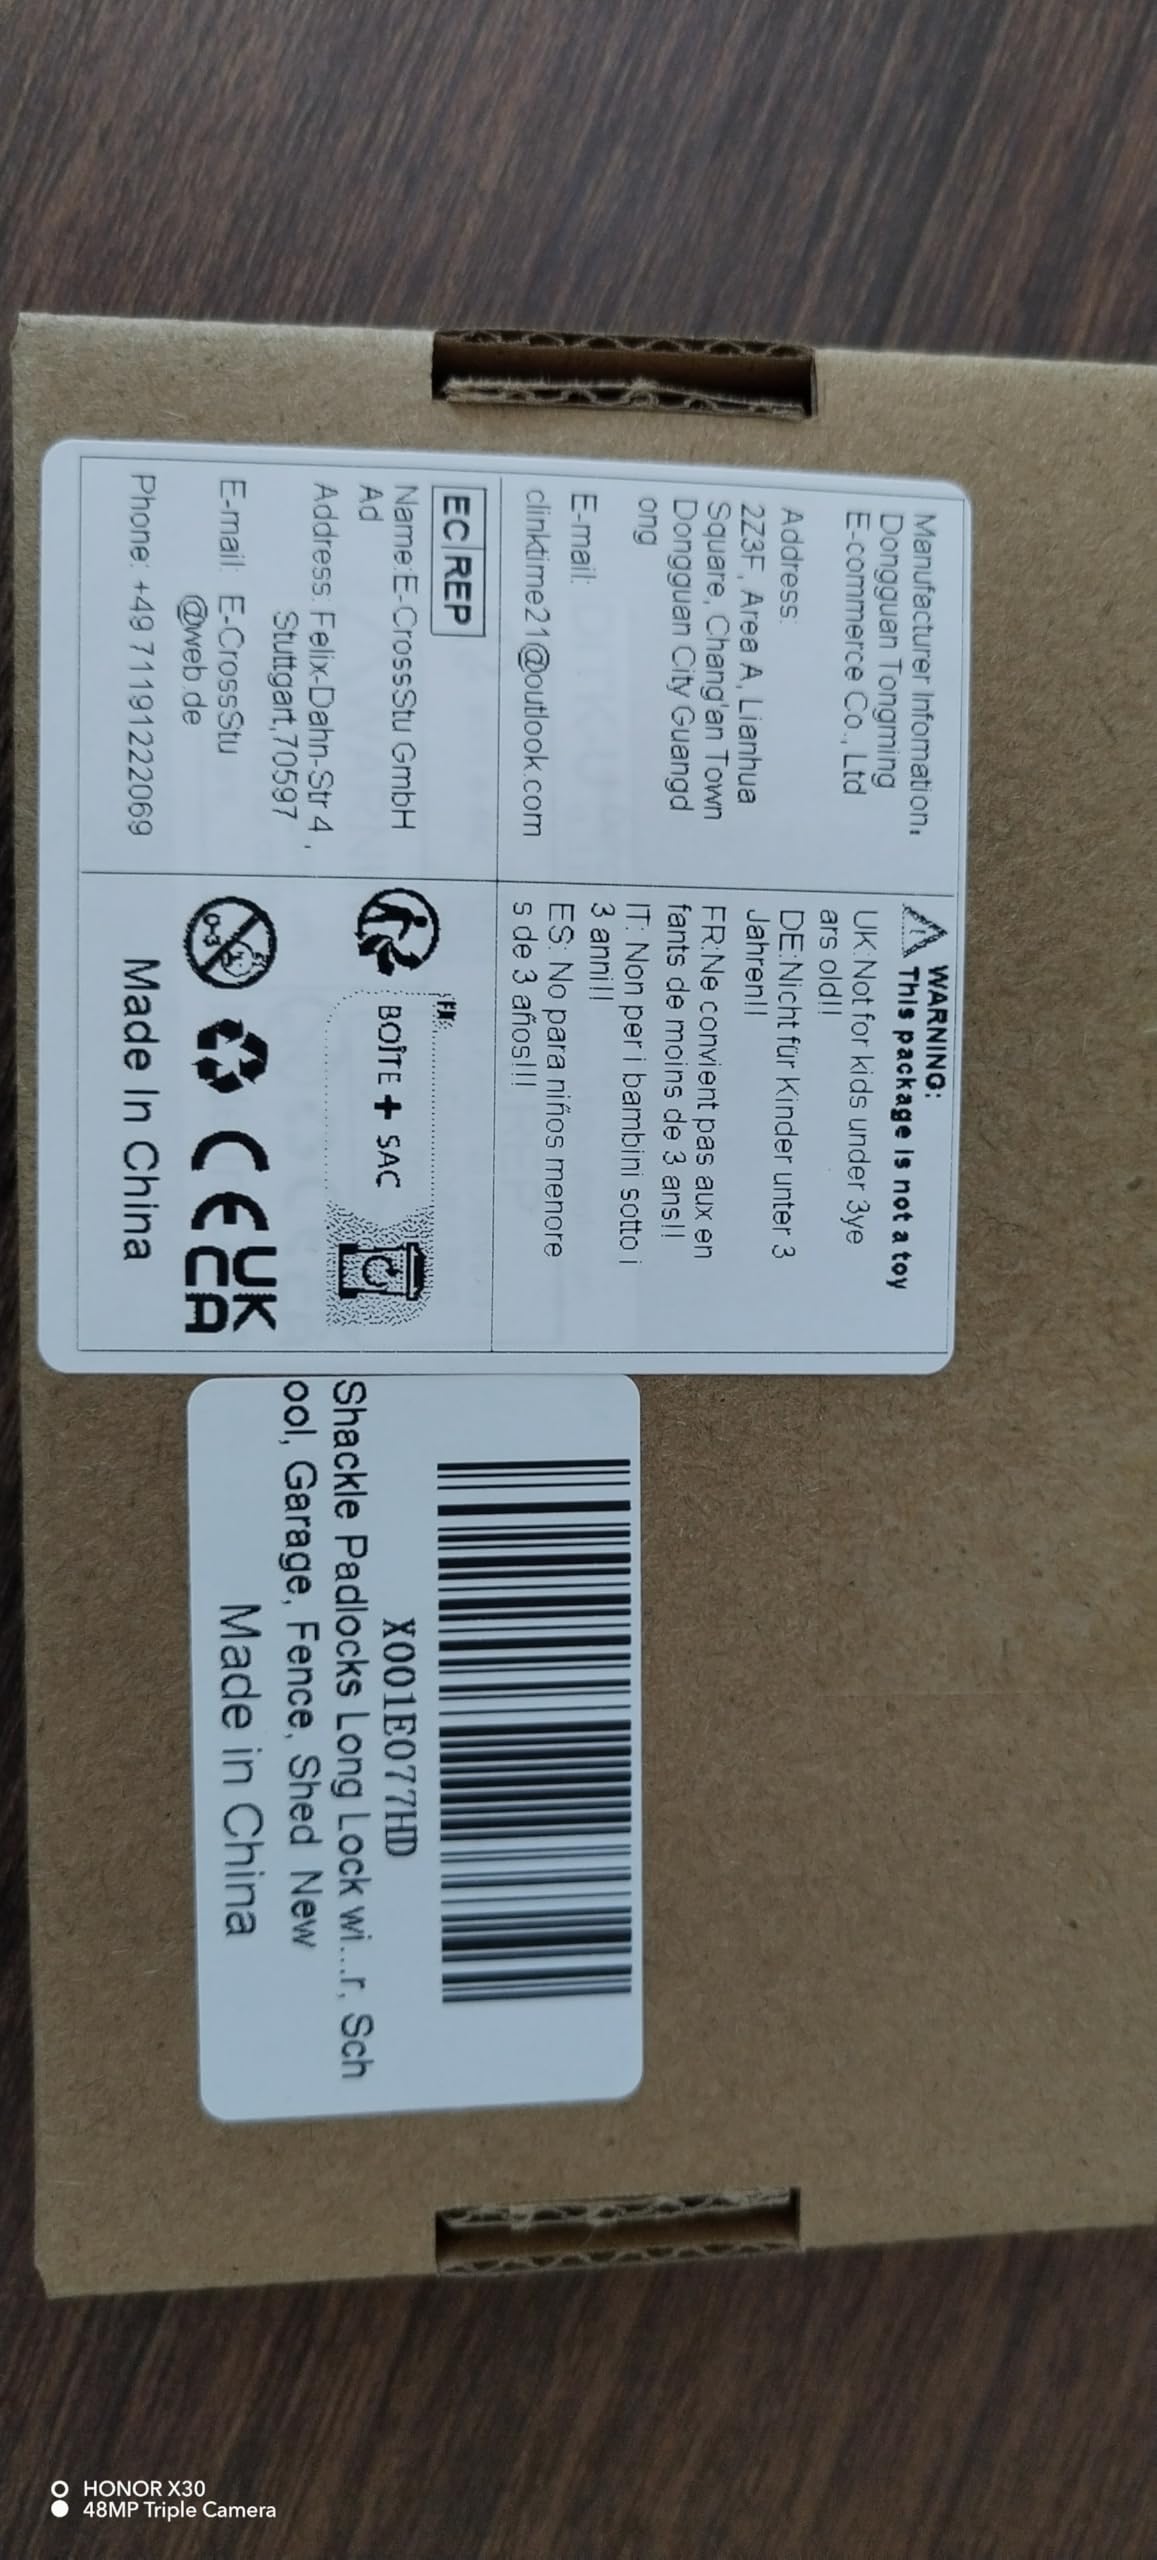 Manufacturer Infomation:
Dongguan Tongming
E-commerce Co., Ltd
Address:
2Z3F, Area A, Lianhua
Square, Chang'an Town
Dongguan City Guangd
ong
E-mail:
clinktime21@outlook.com
WARNING:
This package is not a toy
UK:Not for kids under 3ye
ars old!!
DE:Nicht für Kinder unter 3
Jahren!!
FR:Ne convient pas aux en
fants de moins de 3 ans!!
IT: Non per i bambini sotto i
3 anni!!
ES: No para niños menore
s de 3 años!!!
EC REP
Name:E-CrossStu GmbH
Ad
Address: Felix-Dahn-Str 4 ,
Stuttgart,70597
E-mail: E-CrossStu
@web.de
Phone: +49 71191222069
FR
BOÎTE + SAC
0-3
CE
UK
CA
Made In China
X001E077HD
Shackle Padlocks Long Lock wi...r, Sch
ool, Garage, Fence, Shed New
Made in China
HONOR X30
48MP Triple Camera